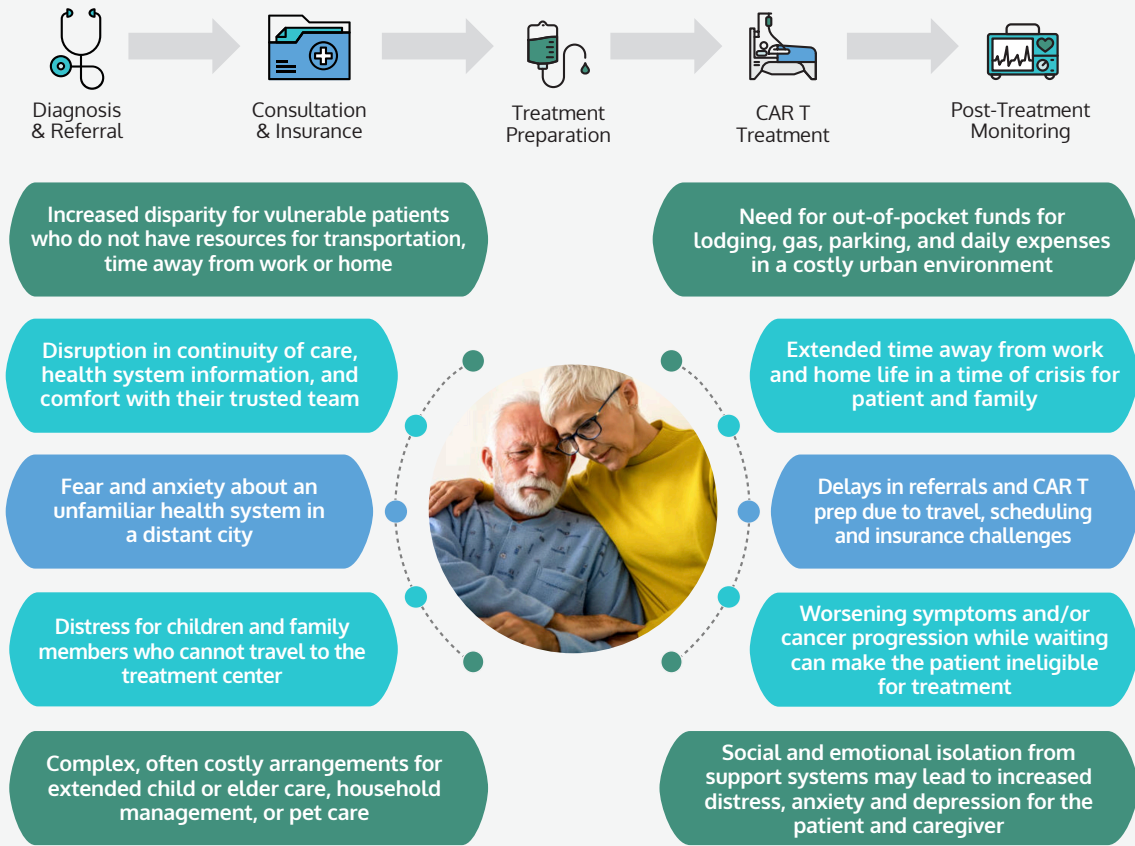 Diagnosis
& Referral
Consultation
& Insurance
Treatment
Preparation
CAR T
Treatment
Post-Treatment
Monitoring
Increased disparity for vulnerable patients
who do not have resources for transportation,
time away from work or home
Need for out-of-pocket funds for
lodging, gas, parking, and daily expenses
in a costly urban environment
Disruption in continuity of care,
health system information, and
comfort with their trusted team
Extended time away from work
and home life in a time of crisis for
patient and family
Fear and anxiety about an
unfamiliar health system in
a distant city
Delays in referrals and CAR T
prep due to travel, scheduling
and insurance challenges
Distress for children and family
members who cannot travel to the
treatment center
Worsening symptoms and/or
cancer progression while waiting
can make the patient ineligible
for treatment
Complex, often costly arrangements for
extended child or elder care, household
management, or pet care
Social and emotional isolation from
support systems may lead to increased
distress, anxiety and depression for the
patient and caregiver